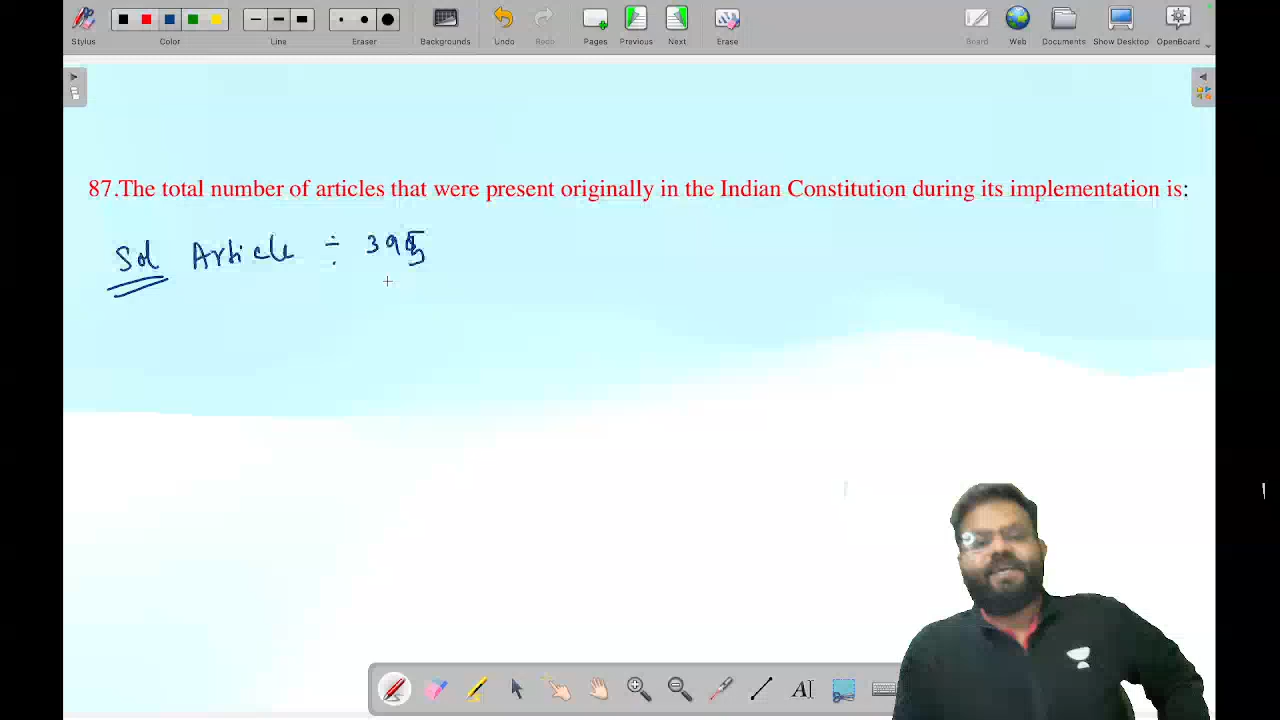 Stylus
Color
Line
Eraser
Backgrounds
Undo
Redo
Pages
Previous
Next
Erase
Board
Web
Documents
Show Desktop
OpenBoard
87.The total number of articles that were present originally in the Indian Constitution during its implementation is:
Sol Article ÷ 395